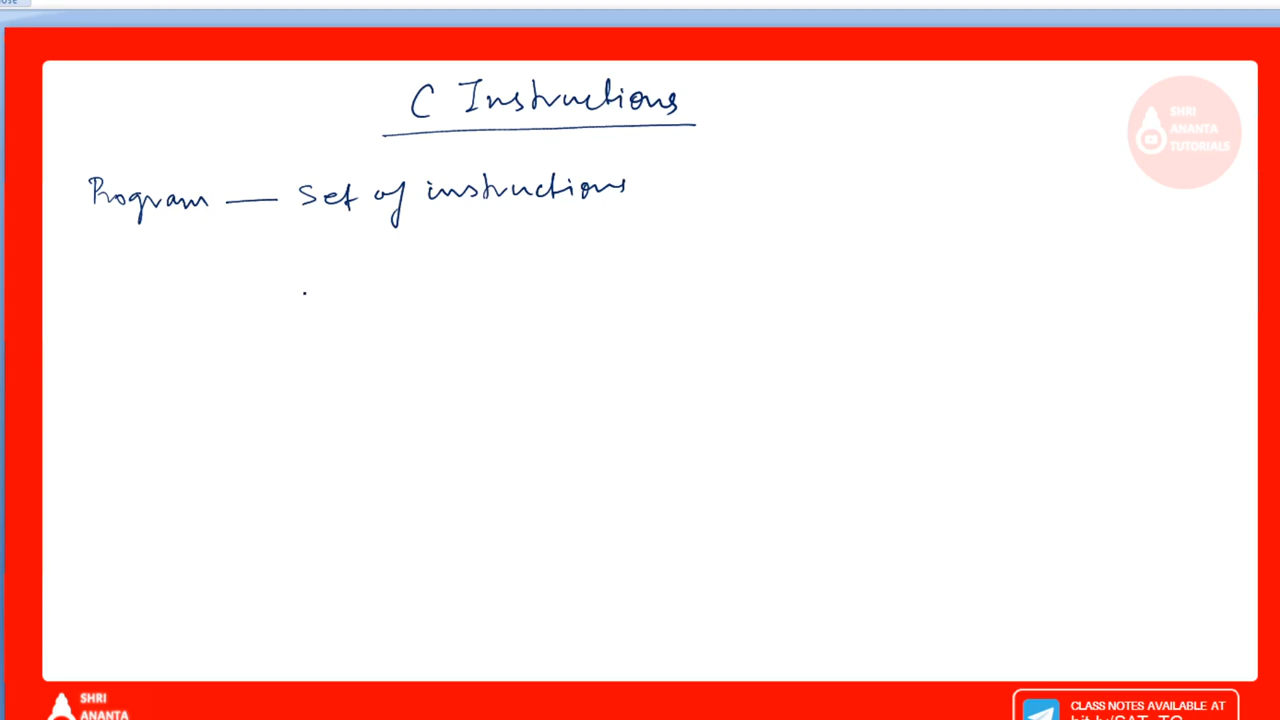 C Instructions
SHRI
ANANTA
TUTORIALS
Program — Set of instructions
SHRI
ANANTA
CLASS NOTES AVAILABLE AT